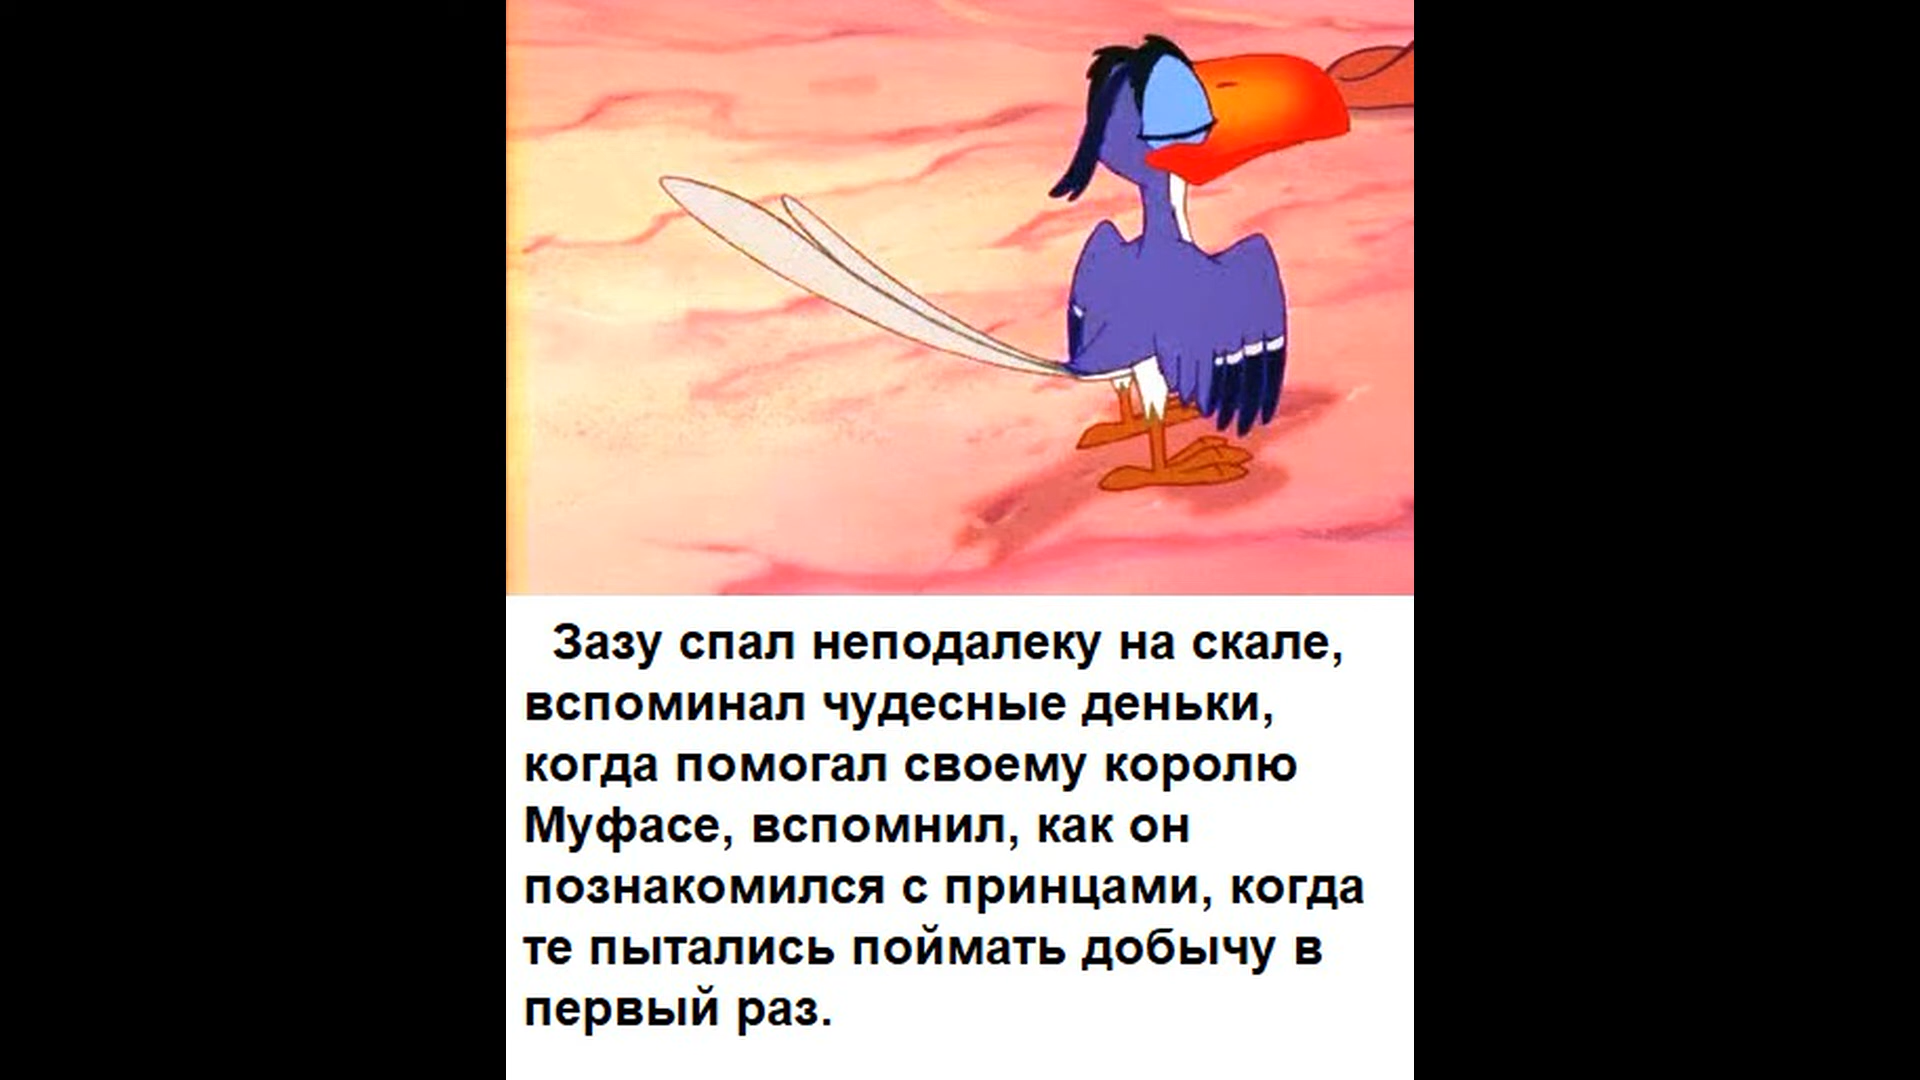 Зазу спал неподалеку на скале,
вспоминал чудесные деньки,
когда помогал своему королю
Муфасе, вспомнил, как он
познакомился с принцами, когда
те пытались поймать добычу в
первый раз.